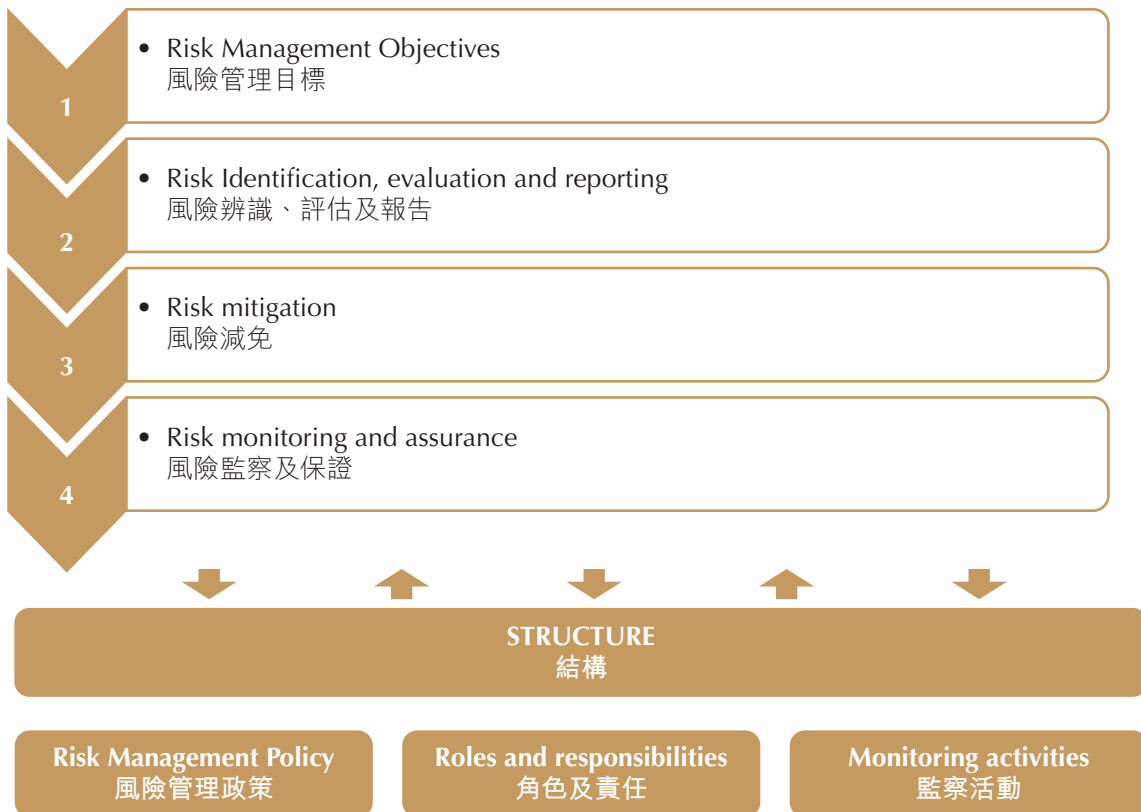 1
• Risk Management Objectives
風險管理目標
2
• Risk Identification, evaluation and reporting
風險辨識、評估及報告
3
• Risk mitigation
風險減免
4
• Risk monitoring and assurance
風險監察及保證
STRUCTURE
結構
Risk Management Policy
風險管理政策
Roles and responsibilities
角色及責任
Monitoring activities
監察活動